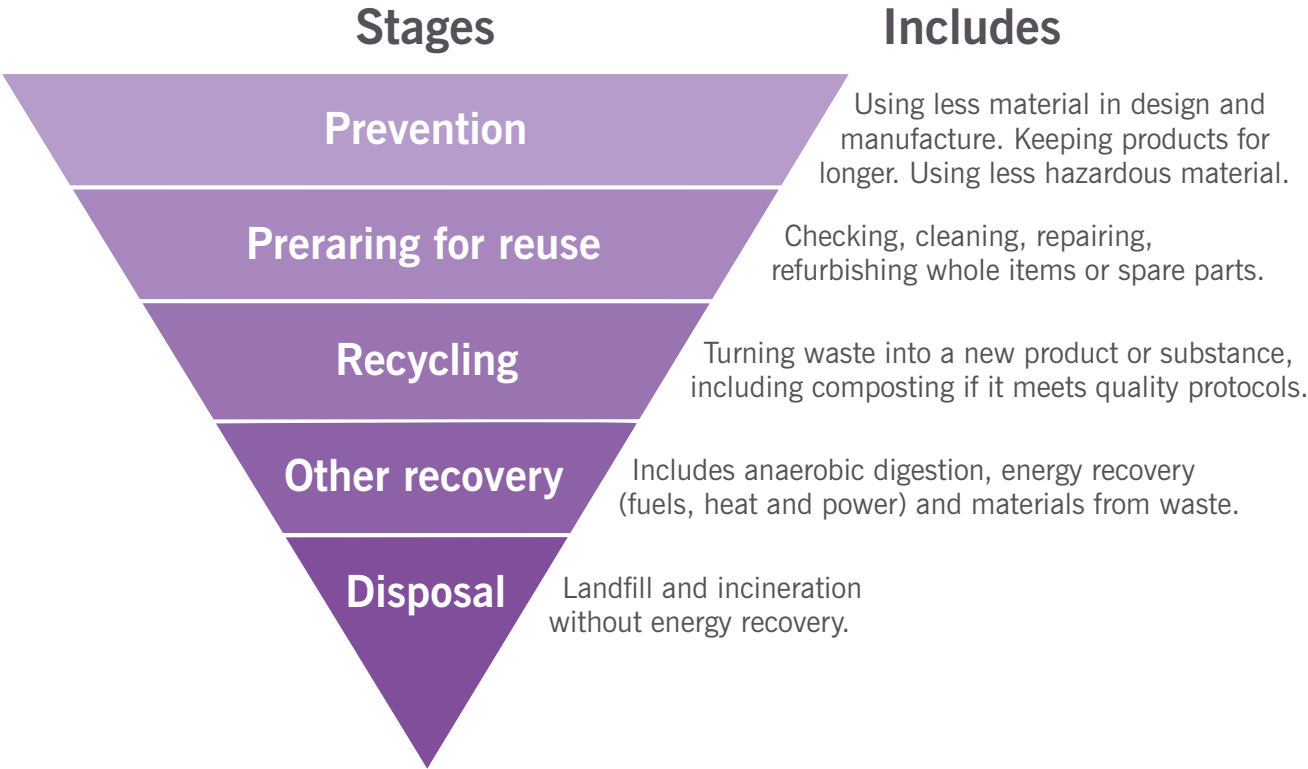 Stages
Includes
Prevention
Using less material in design and
manufacture. Keeping products for
longer. Using less hazardous material.
Preraring for reuse
Checking, cleaning, repairing,
refurbishing whole items or spare parts.
Recycling
Turning waste into a new product or substance,
including composting if it meets quality protocols.
Other recovery
Includes anaerobic digestion, energy recovery
(fuels, heat and power) and materials from waste.
Disposal
Landfill and incineration
without energy recovery.